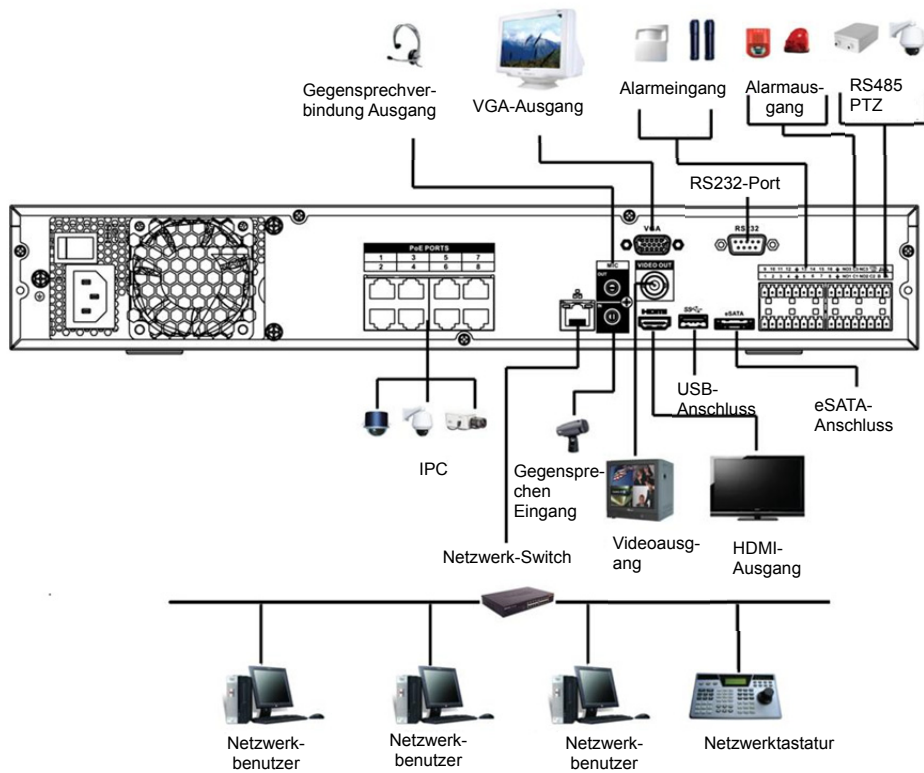 Gegensprechver-
bindung Ausgang
VGA-Ausgang
Alarmeingang
Alarmaus-
gang
RS485
PTZ
RS232-Port
VGA
RS232
PoE PORTS
1 3 5 7
2 4 6 8
MIC
OUT
VIDEO OUT
HDMI
SS
eSATA
USB-
Anschluss
eSATA-
Anschluss
IPC
Gegenspre-
chen
Eingang
Netzwerk-Switch
Videoausg-
ang
HDMI-
Ausgang
Netzwerk-
benutzer
Netzwerk-
benutzer
Netzwerk-
benutzer
Netzwerktastatur